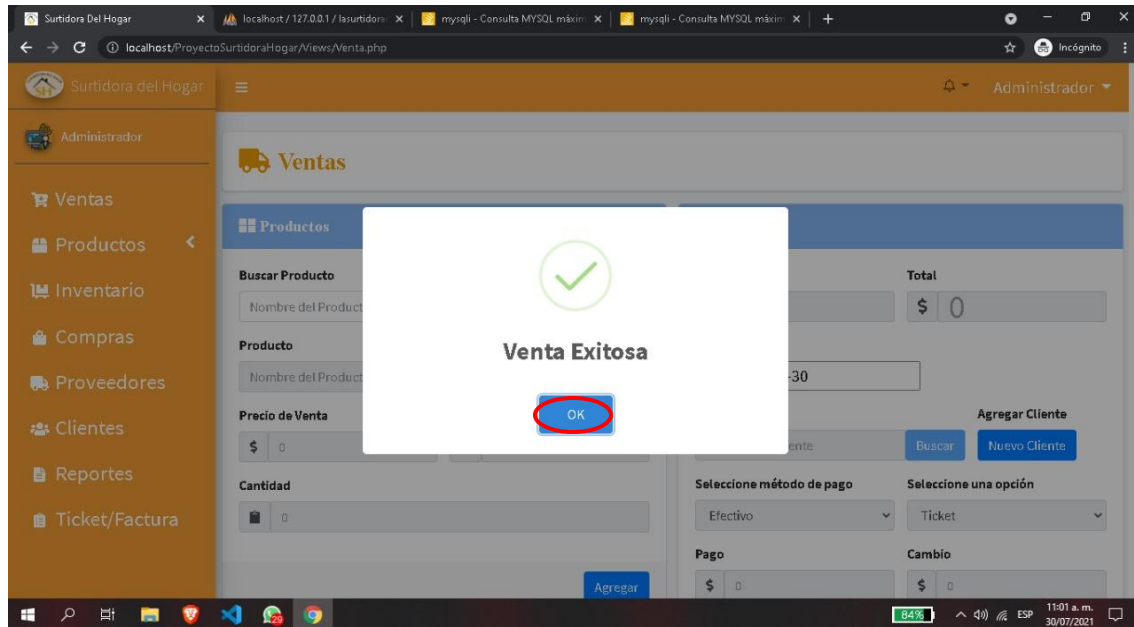 Surtidora Del Hogar
localhost / 127.0.0.1 / lasurtidora
mysqli - Consulta MYSQL máxim
mysqli - Consulta MYSQL máxim
localhost/ProyectoSurtidoraHogar/Views/Venta.php
Incógnito
Surtidora del Hogar
Administrador
Administrador
Ventas
Ventas
Productos
Inventario
Compras
Proveedores
Clientes
Reportes
Ticket/Factura
Productos
Buscar Producto
Nombre del Product
Producto
Nombre del Product
Precio de Venta
$ 0
Cantidad
0
Agregar
Venta Exitosa
OK
Total
$ 0
-30
Agregar Cliente
ente
Buscar
Nuevo Cliente
Seleccione método de pago
Seleccione una opción
Efectivo
Ticket
Pago
Cambio
$ 0
$ 0
84%
ESP
11:01 a. m.
30/07/2021